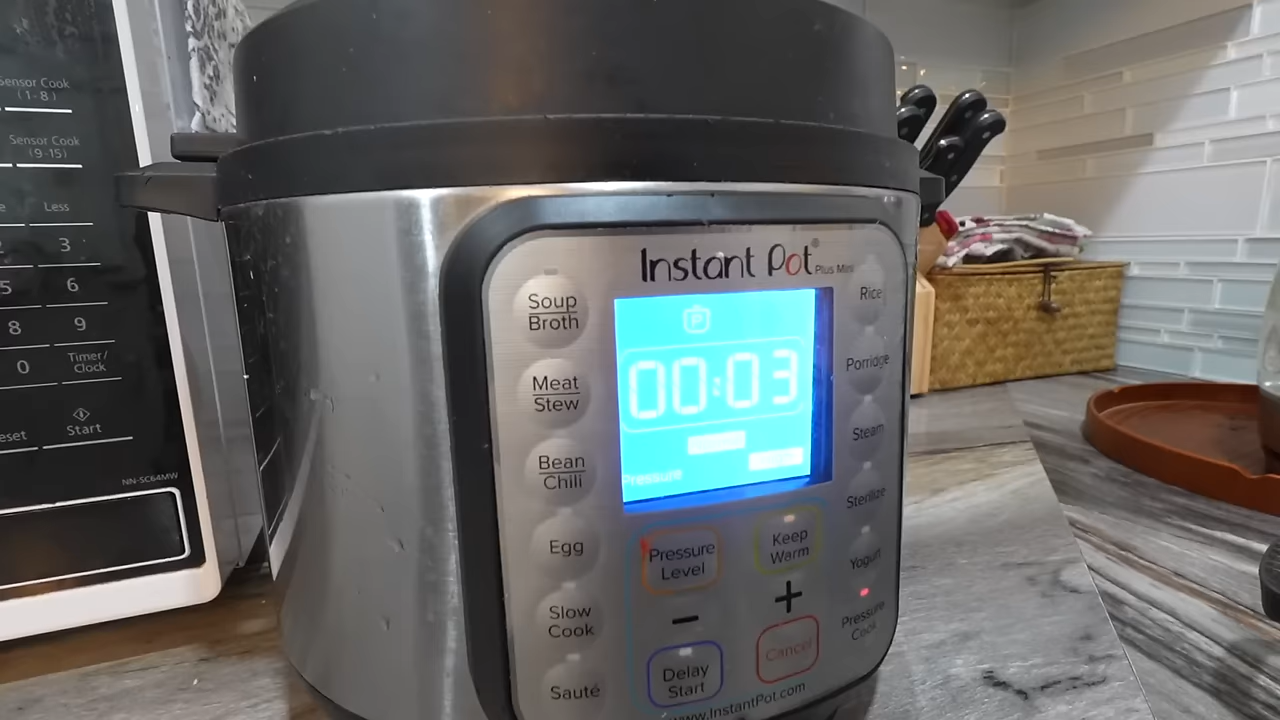 Sensor Cook
(1-8)
Sensor Cook
(9-15)
Less
3
5
6
8
9
0
Timer/
Clock
Start
NN-SC64MW
Instant Pot®
Plus Mini
Soup
Broth
Meat
Stew
Bean
Chili
Egg
Slow
Cook
Sauté
P
00:03
Pressure
Rice
Porridge
Steam
Sterilize
Yogurt
Pressure
Cook
Pressure
Level
Keep
Warm
− +
Delay
Start
Cancel
www.InstantPot.com